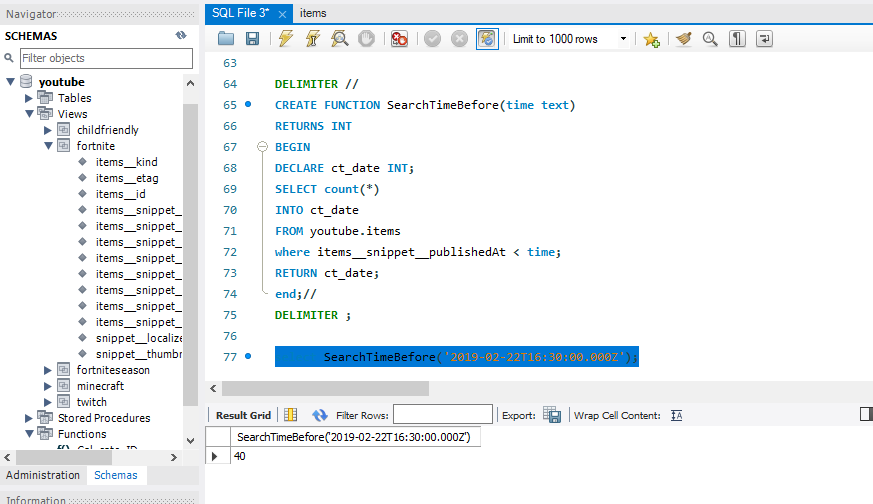 Navigator
SCHEMAS
Filter objects
youtube
Tables
Views
childfriendly
fortnite
items__kind
items__etag
items__id
items__snippet_
items__snippet_
items__snippet_
items__snippet_
items__snippet_
items__snippet_
items__snippet_
items__snippet_
snippet__localize
snippet__thumbr
fortniteseason
minecraft
twitch
Stored Procedures
Functions
Administration Schemas
Information
SQL File 3* items
Limit to 1000 rows
63
64 DELIMITER //
65 CREATE FUNCTION SearchTimeBefore(time text)
66 RETURNS INT
67 BEGIN
68 DECLARE ct_date INT;
69 SELECT count(*)
70 INTO ct_date
71 FROM youtube.items
72 where items__snippet__publishedAt < time;
73 RETURN ct_date;
74 end;//
75 DELIMITER ;
76
77 SearchTimeBefore('2019-02-22T16:30:00.000Z');
Result Grid Filter Rows: Export: Wrap Cell Content: IA
SearchTimeBefore('2019-02-22T16:30:00.000Z')
40